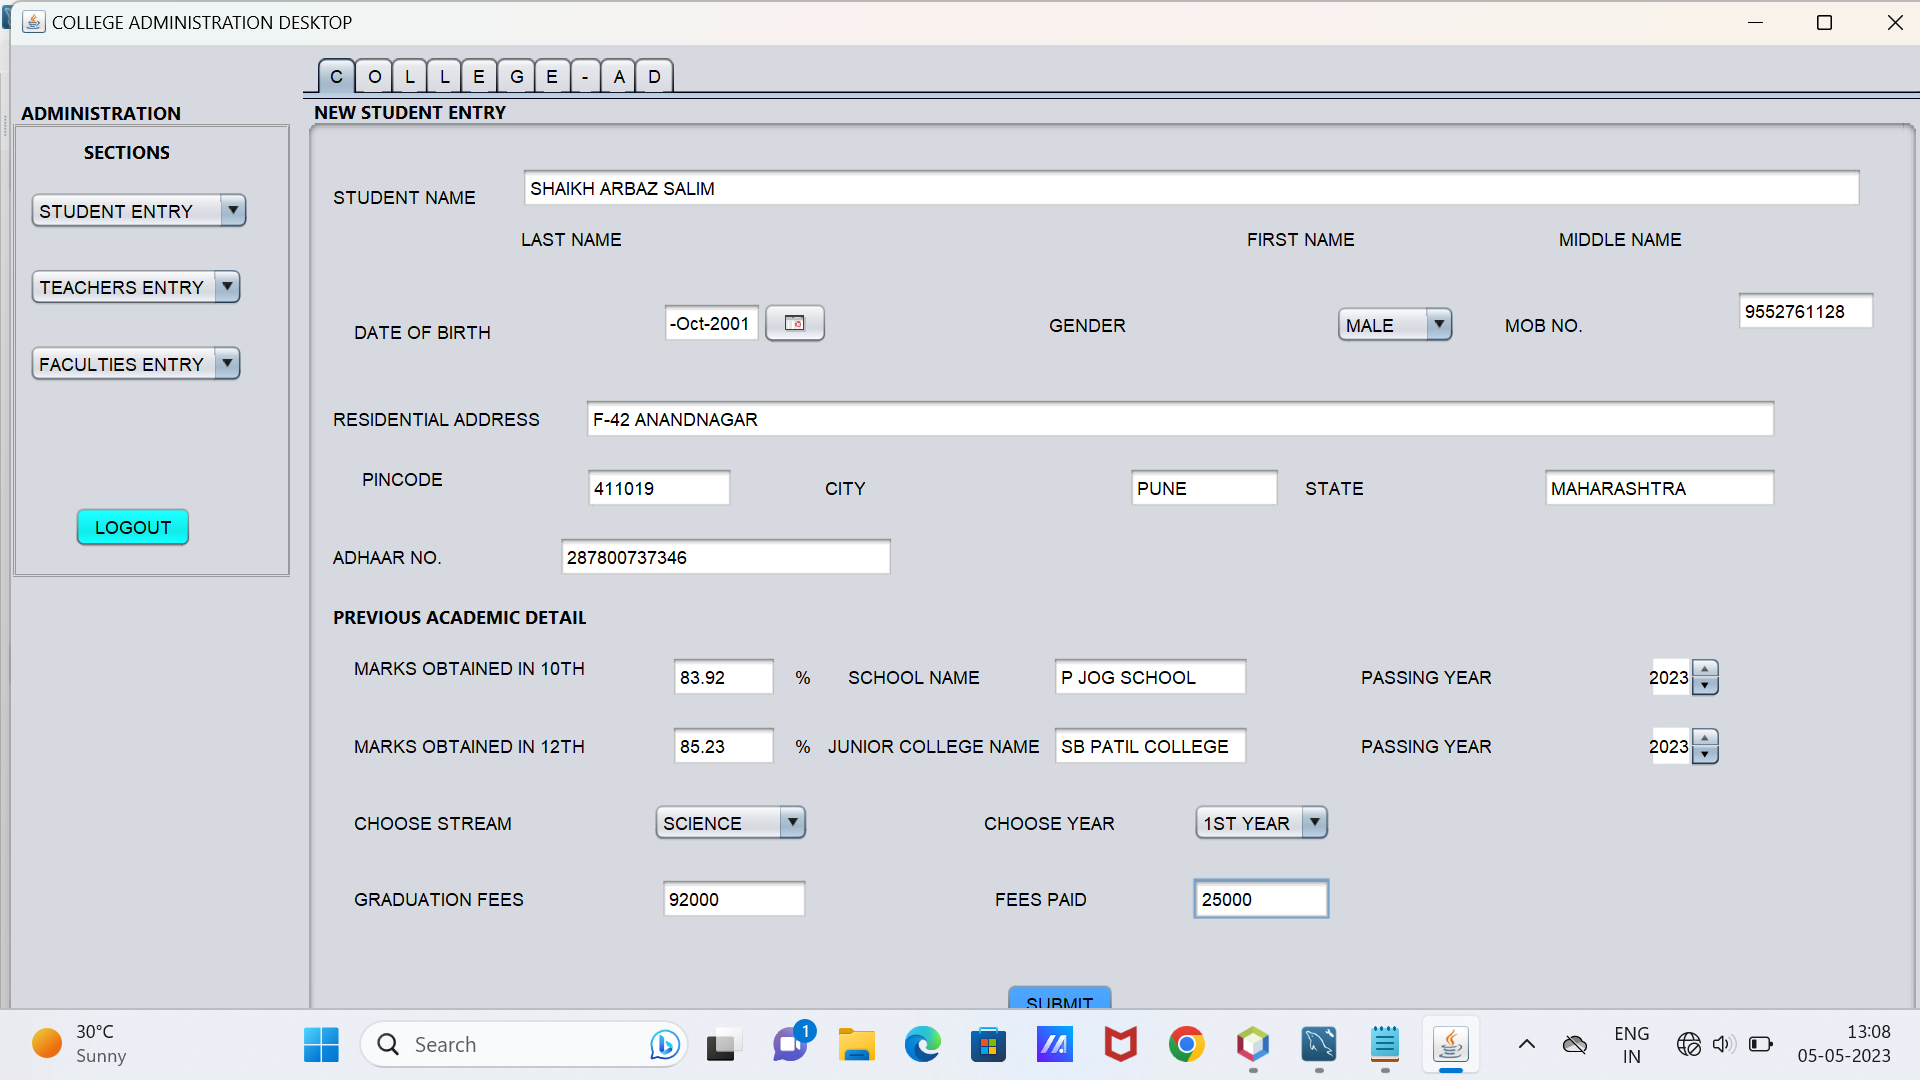 COLLEGE ADMINISTRATION DESKTOP
C O L L E G E - A D
ADMINISTRATION
SECTIONS
STUDENT ENTRY
TEACHERS ENTRY
FACULTIES ENTRY
LOGOUT
NEW STUDENT ENTRY
STUDENT NAME SHAIKH ARBAZ SALIM
LAST NAME FIRST NAME MIDDLE NAME
DATE OF BIRTH -Oct-2001 GENDER MALE MOB NO. 9552761128
RESIDENTIAL ADDRESS F-42 ANANDNAGAR
PINCODE 411019 CITY PUNE STATE MAHARASHTRA
ADHAAR NO. 287800737346
PREVIOUS ACADEMIC DETAIL
MARKS OBTAINED IN 10TH 83.92 % SCHOOL NAME P JOG SCHOOL PASSING YEAR 2023
MARKS OBTAINED IN 12TH 85.23 % JUNIOR COLLEGE NAME SB PATIL COLLEGE PASSING YEAR 2023
CHOOSE STREAM SCIENCE CHOOSE YEAR 1ST YEAR
GRADUATION FEES 92000 FEES PAID 25000
SUBMIT
30°C
Sunny
Search
1
ENG
IN
13:08
05-05-2023